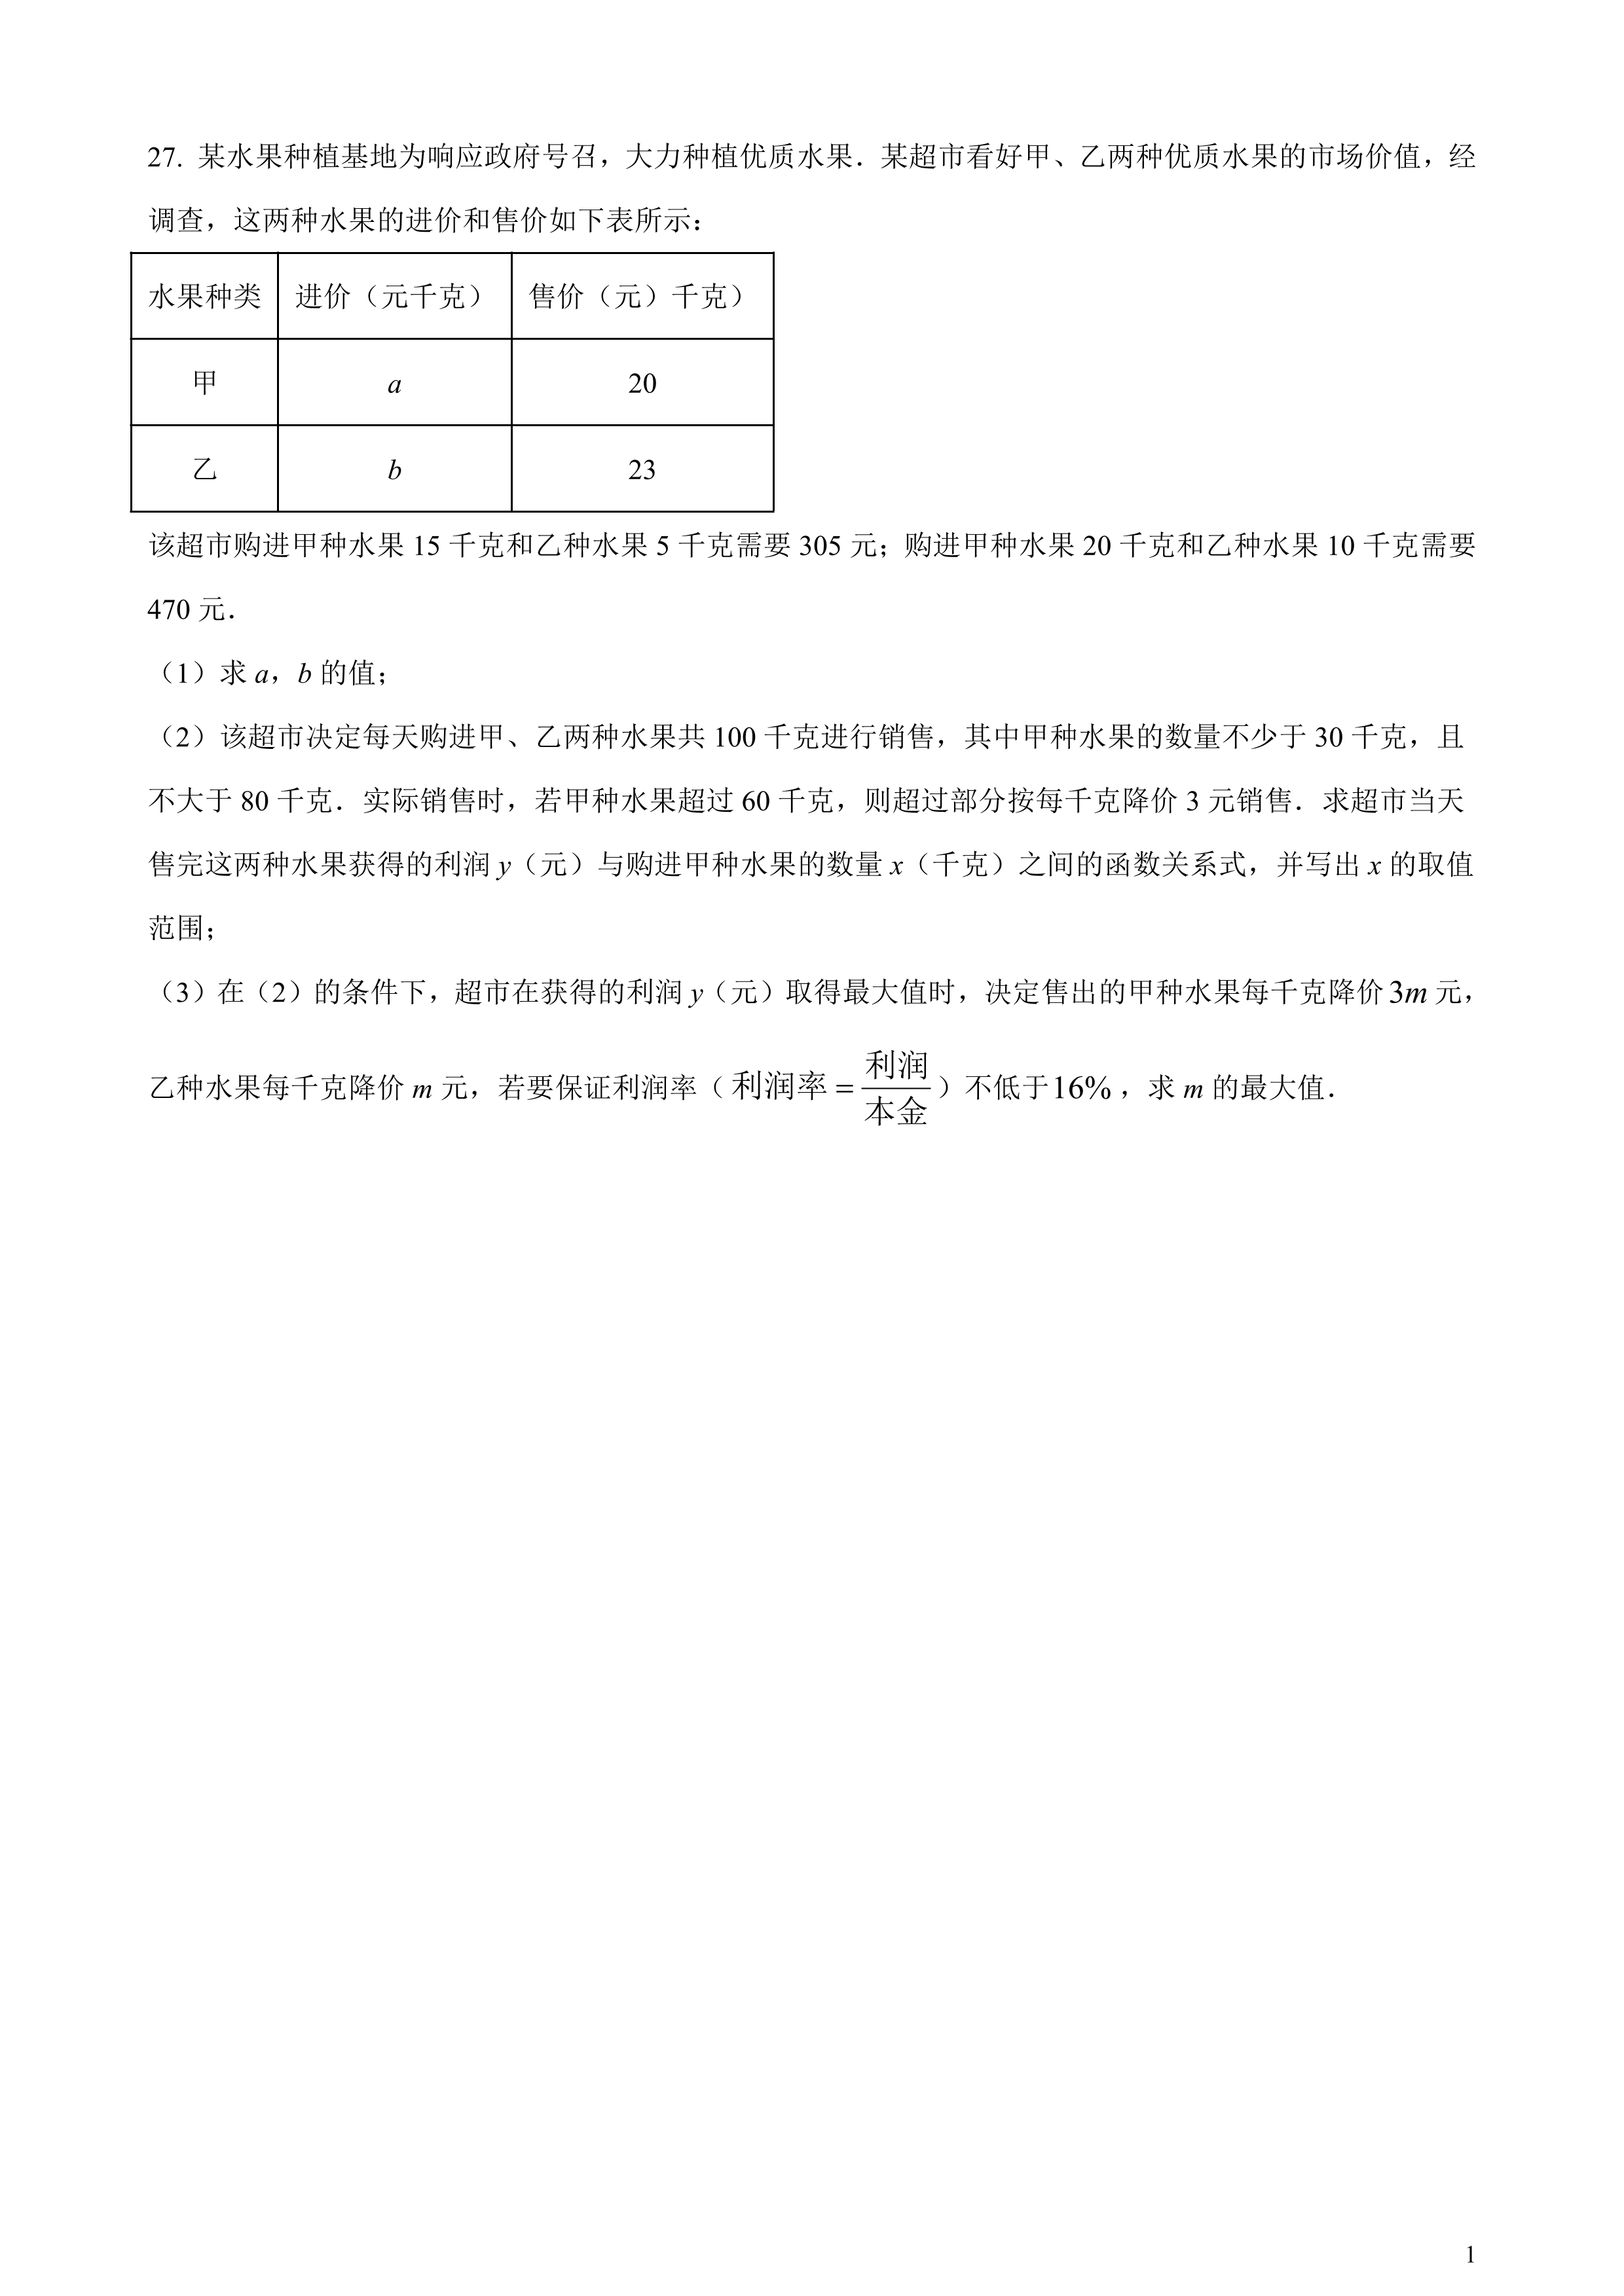 27. 某水果种植基地为响应政府号召，大力种植优质水果．某超市看好甲、乙两种优质水果的市场价值，经
调查，这两种水果的进价和售价如下表所示：
水果种类 进价（元千克） 售价（元）千克）
甲 a 20
乙 b 23
该超市购进甲种水果 15 千克和乙种水果 5 千克需要 305 元；购进甲种水果 20 千克和乙种水果 10 千克需要
470 元．
（1）求 a，b 的值；
（2）该超市决定每天购进甲、乙两种水果共 100 千克进行销售，其中甲种水果的数量不少于 30 千克，且
不大于 80 千克．实际销售时，若甲种水果超过 60 千克，则超过部分按每千克降价 3 元销售．求超市当天
售完这两种水果获得的利润 y（元）与购进甲种水果的数量 x（千克）之间的函数关系式，并写出 x 的取值
范围；
（3）在（2）的条件下，超市在获得的利润 y（元）取得最大值时，决定售出的甲种水果每千克降价 3m 元，
乙种水果每千克降价 m 元，若要保证利润率（利润率 = 利润/本金）不低于 16%，求 m 的最大值．
1